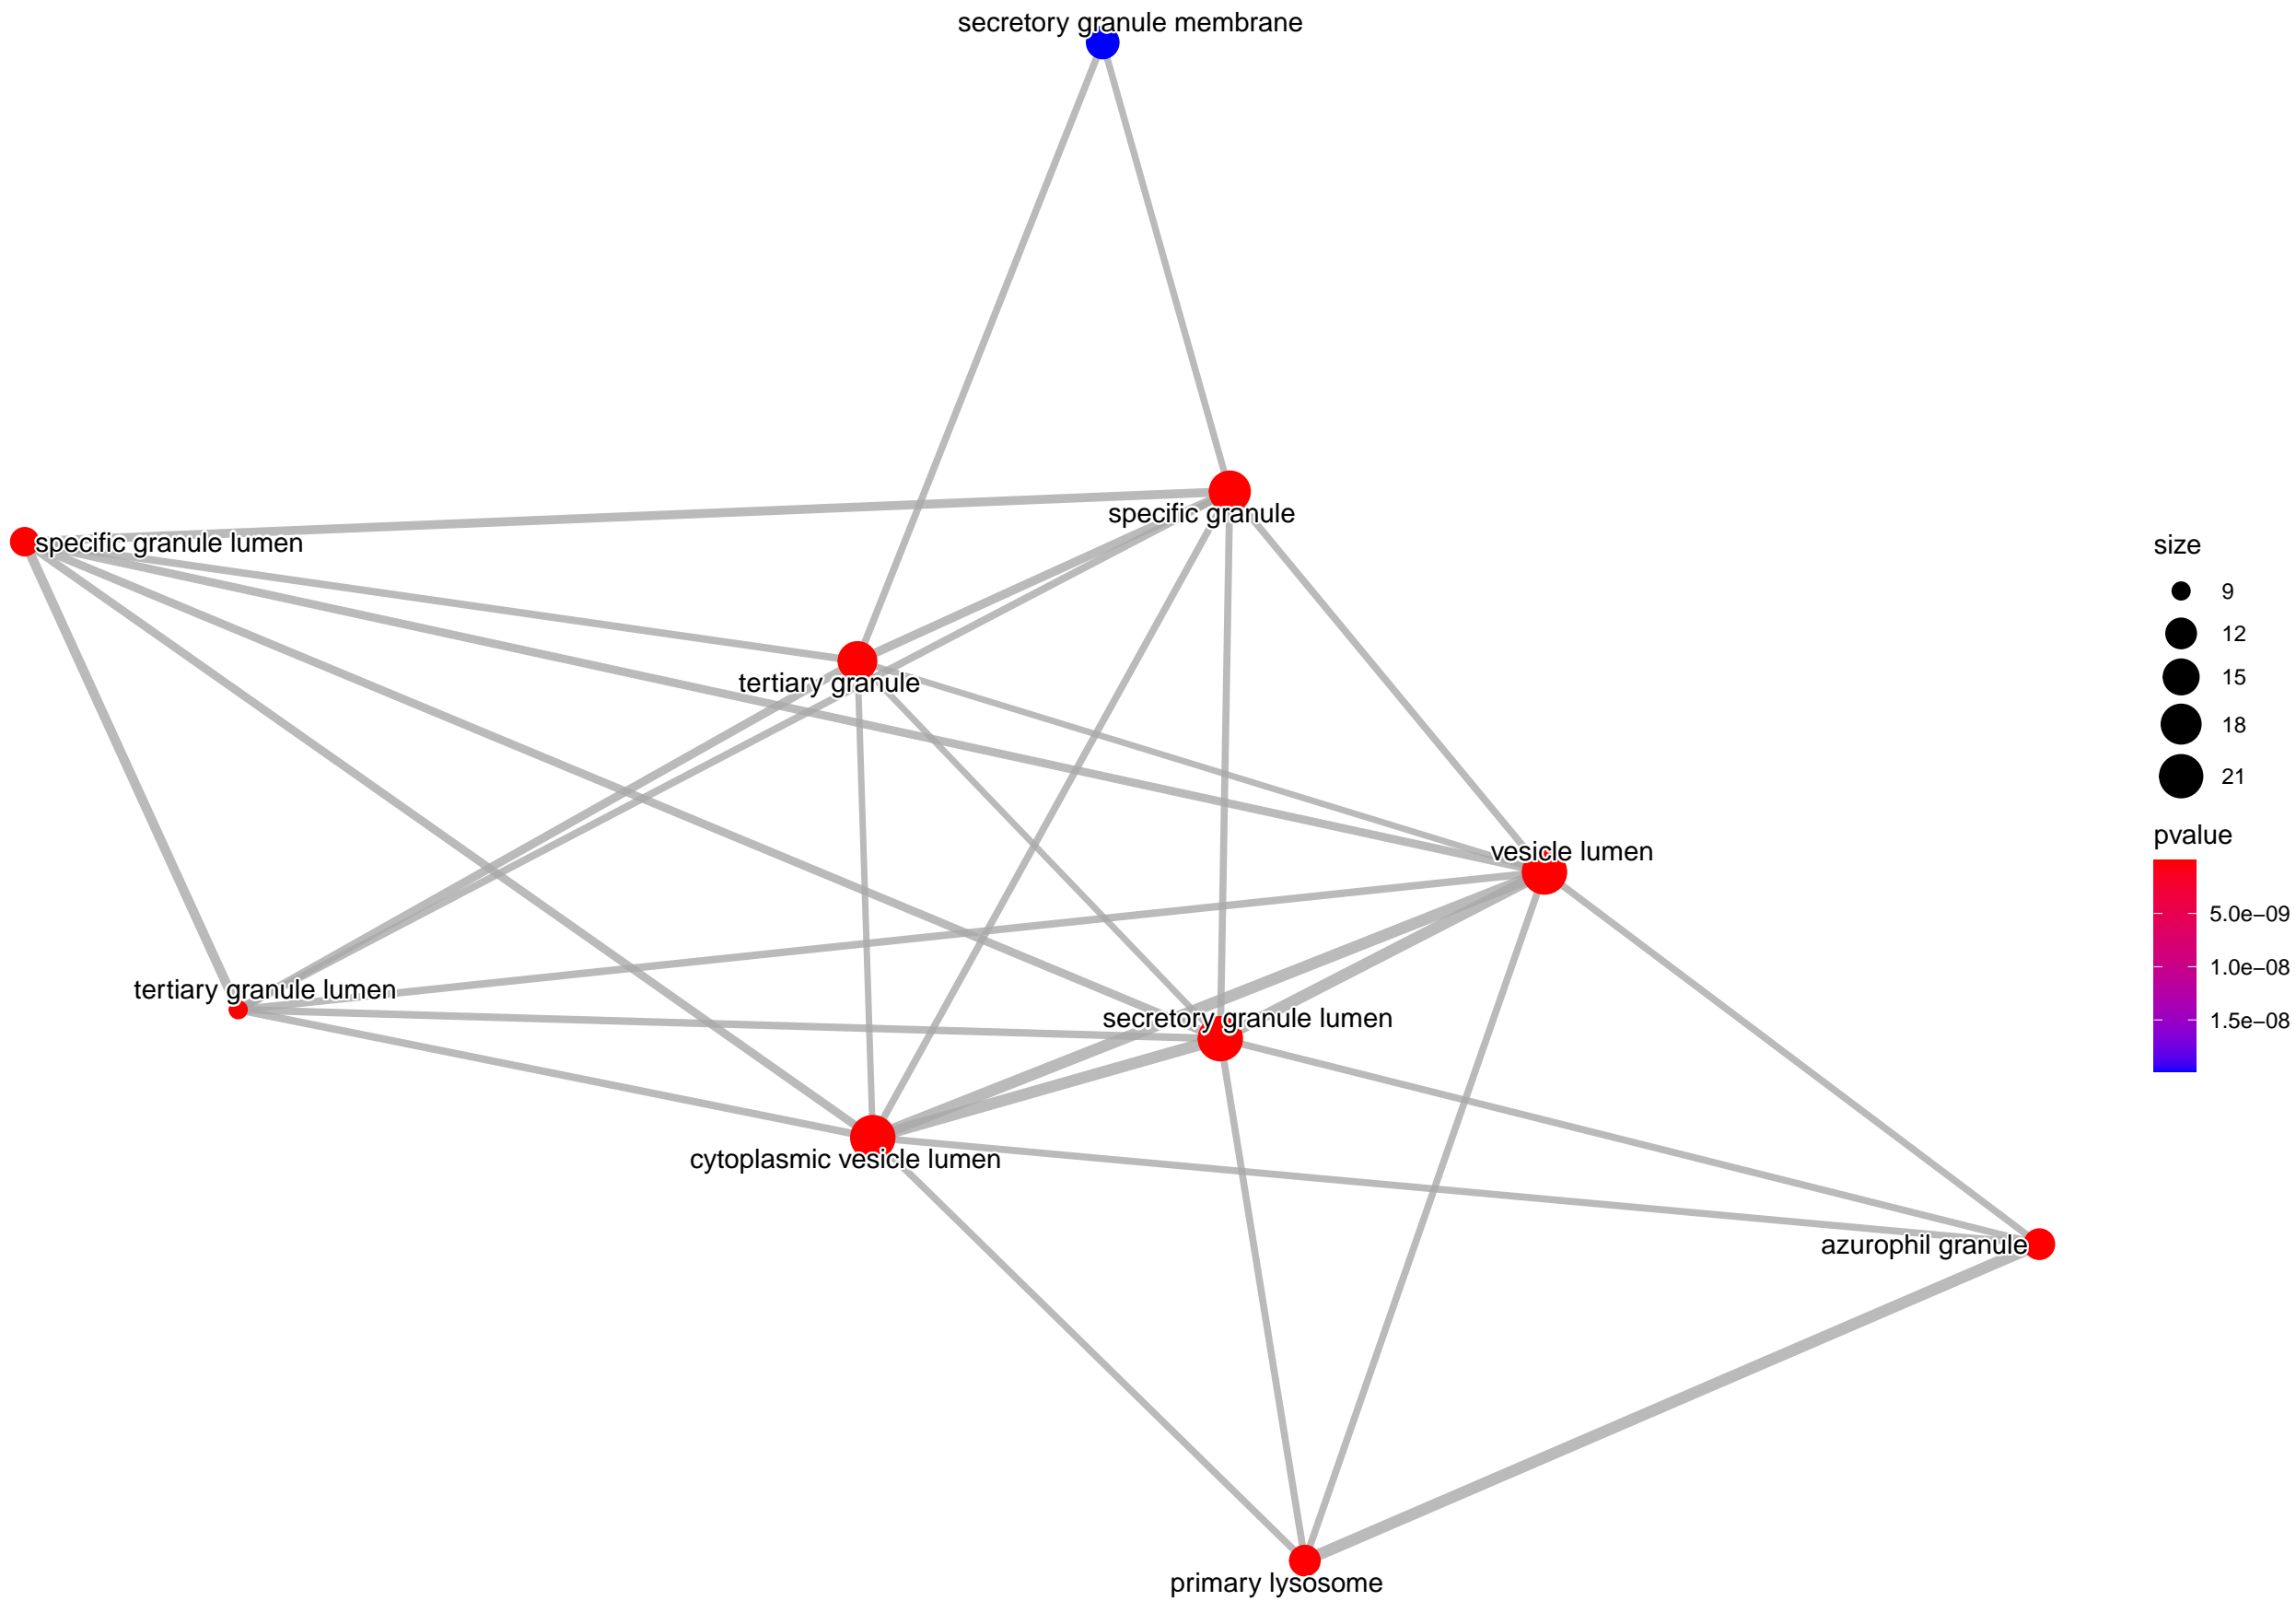 secretory granule membrane
specific granule
specific granule lumen
tertiary granule
vesicle lumen
tertiary granule lumen
secretory granule lumen
cytoplasmic vesicle lumen
azurophil granule
primary lysosome
size
9
12
15
18
21
pvalue
5.0e−09
1.0e−08
1.5e−08